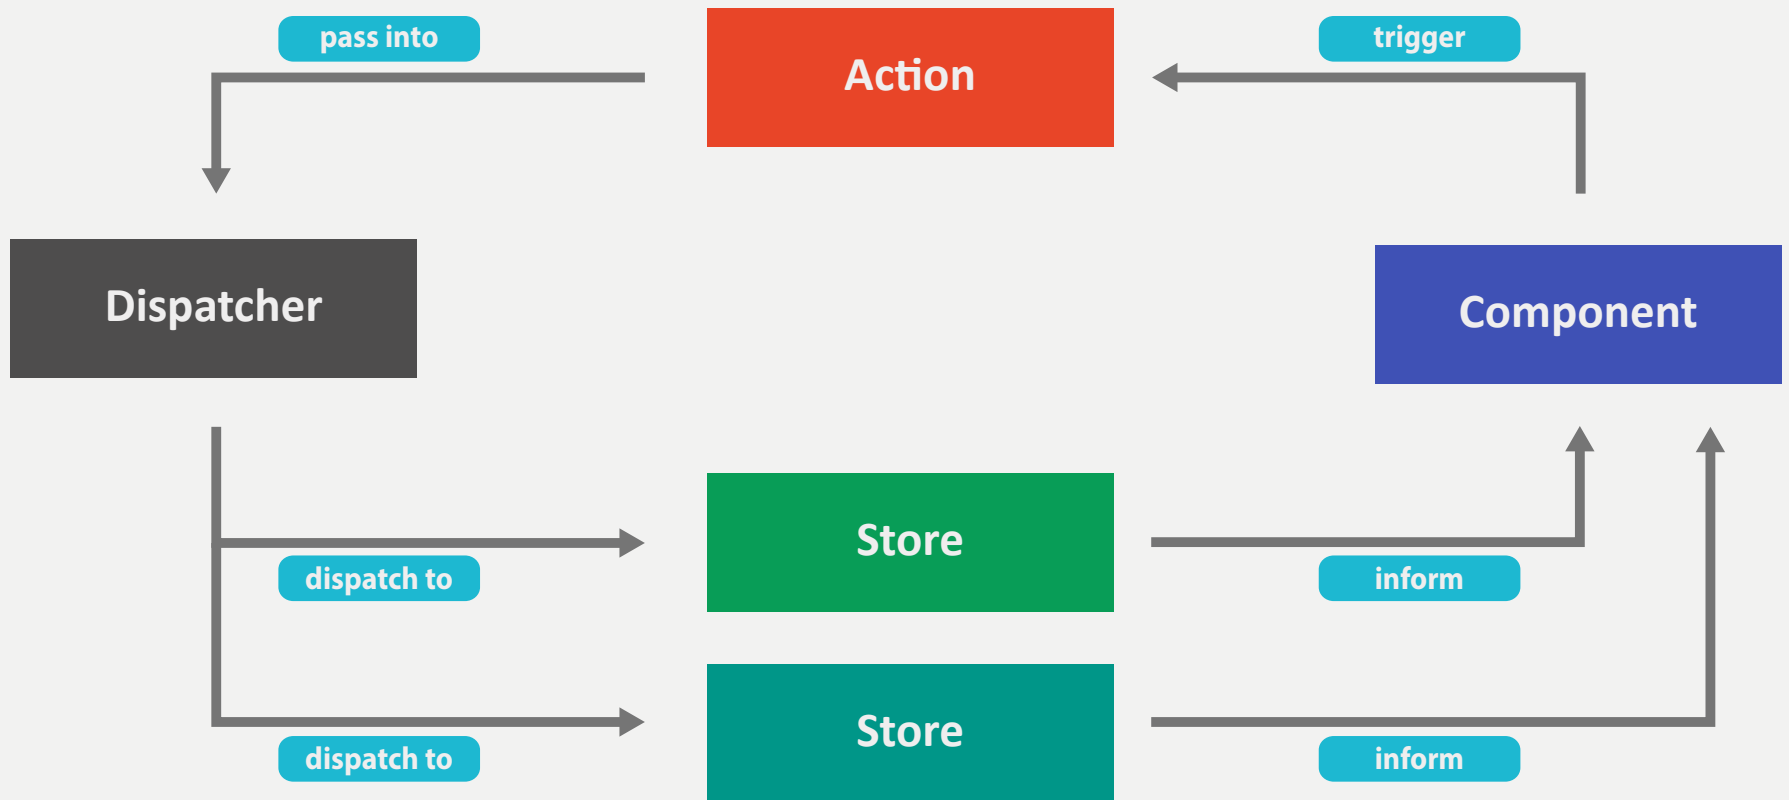 pass into
Action
trigger
Dispatcher
Component
Store
dispatch to
inform
Store
dispatch to
inform